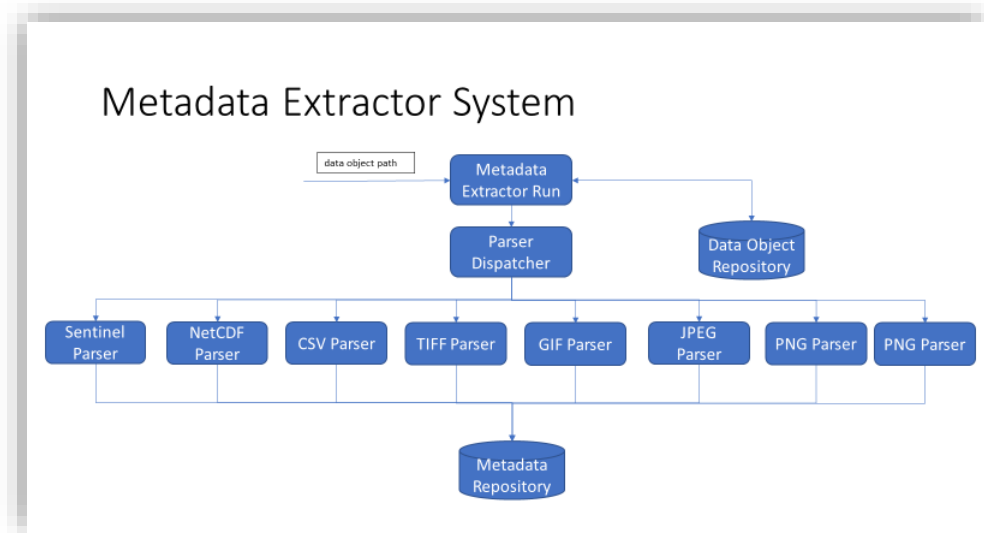 Metadata Extractor System
data object path
Metadata
Extractor Run
Parser
Dispatcher
Data Object
Repository
Sentinel
Parser
NetCDF
Parser
CSV Parser
TIFF Parser
GIF Parser
JPEG
Parser
PNG Parser
PNG Parser
Metadata
Repository